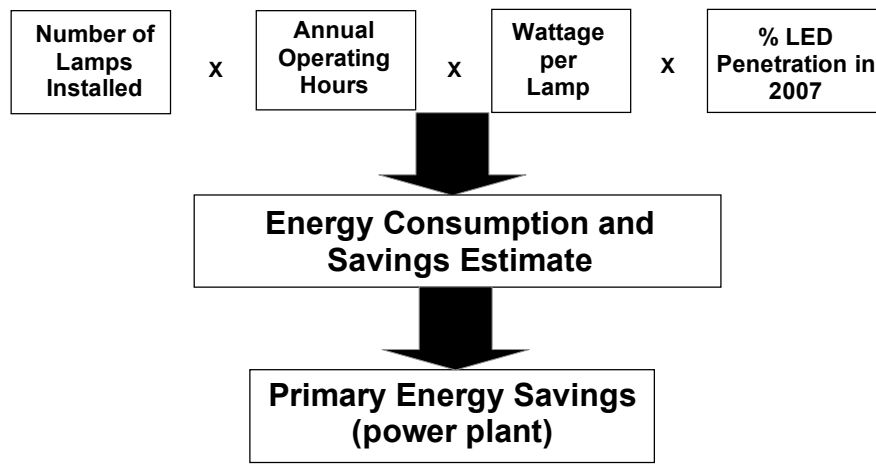 Number of
Lamps
Installed
X
Annual
Operating
Hours
X
Wattage
per
Lamp
X
% LED
Penetration in
2007
Energy Consumption and
Savings Estimate
Primary Energy Savings
(power plant)